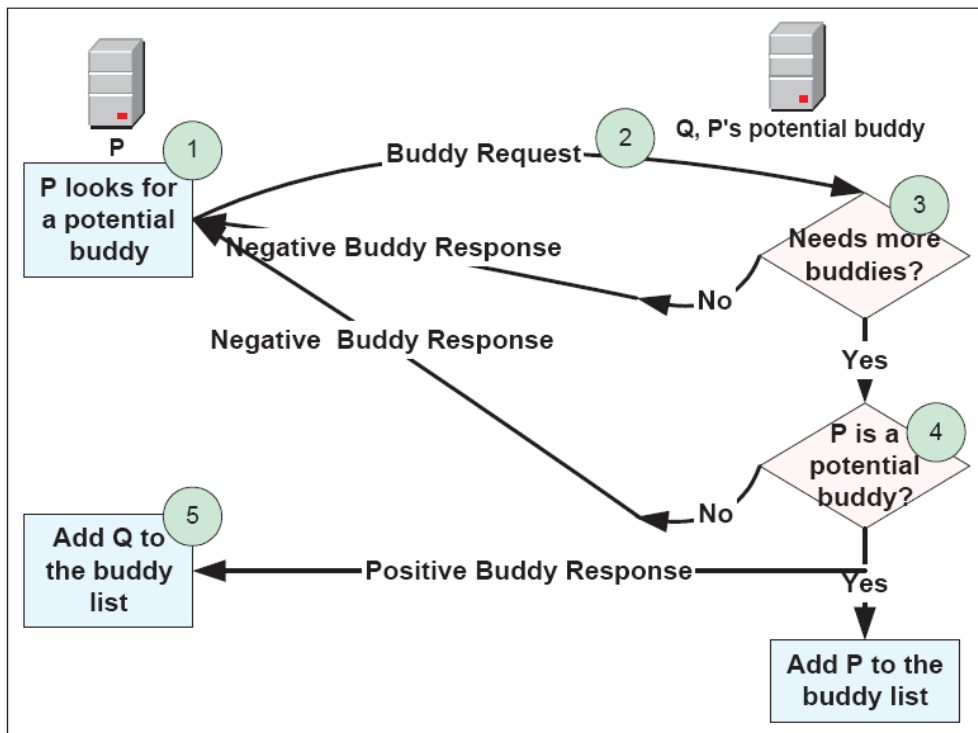 P
Q, P's potential buddy
1
P looks for
a potential
buddy
Buddy Request
2
3
Needs more
buddies?
Negative Buddy Response
No
Negative Buddy Response
Yes
4
P is a
potential
buddy?
No
5
Add Q to
the buddy
list
Positive Buddy Response
Yes
Add P to the
buddy list